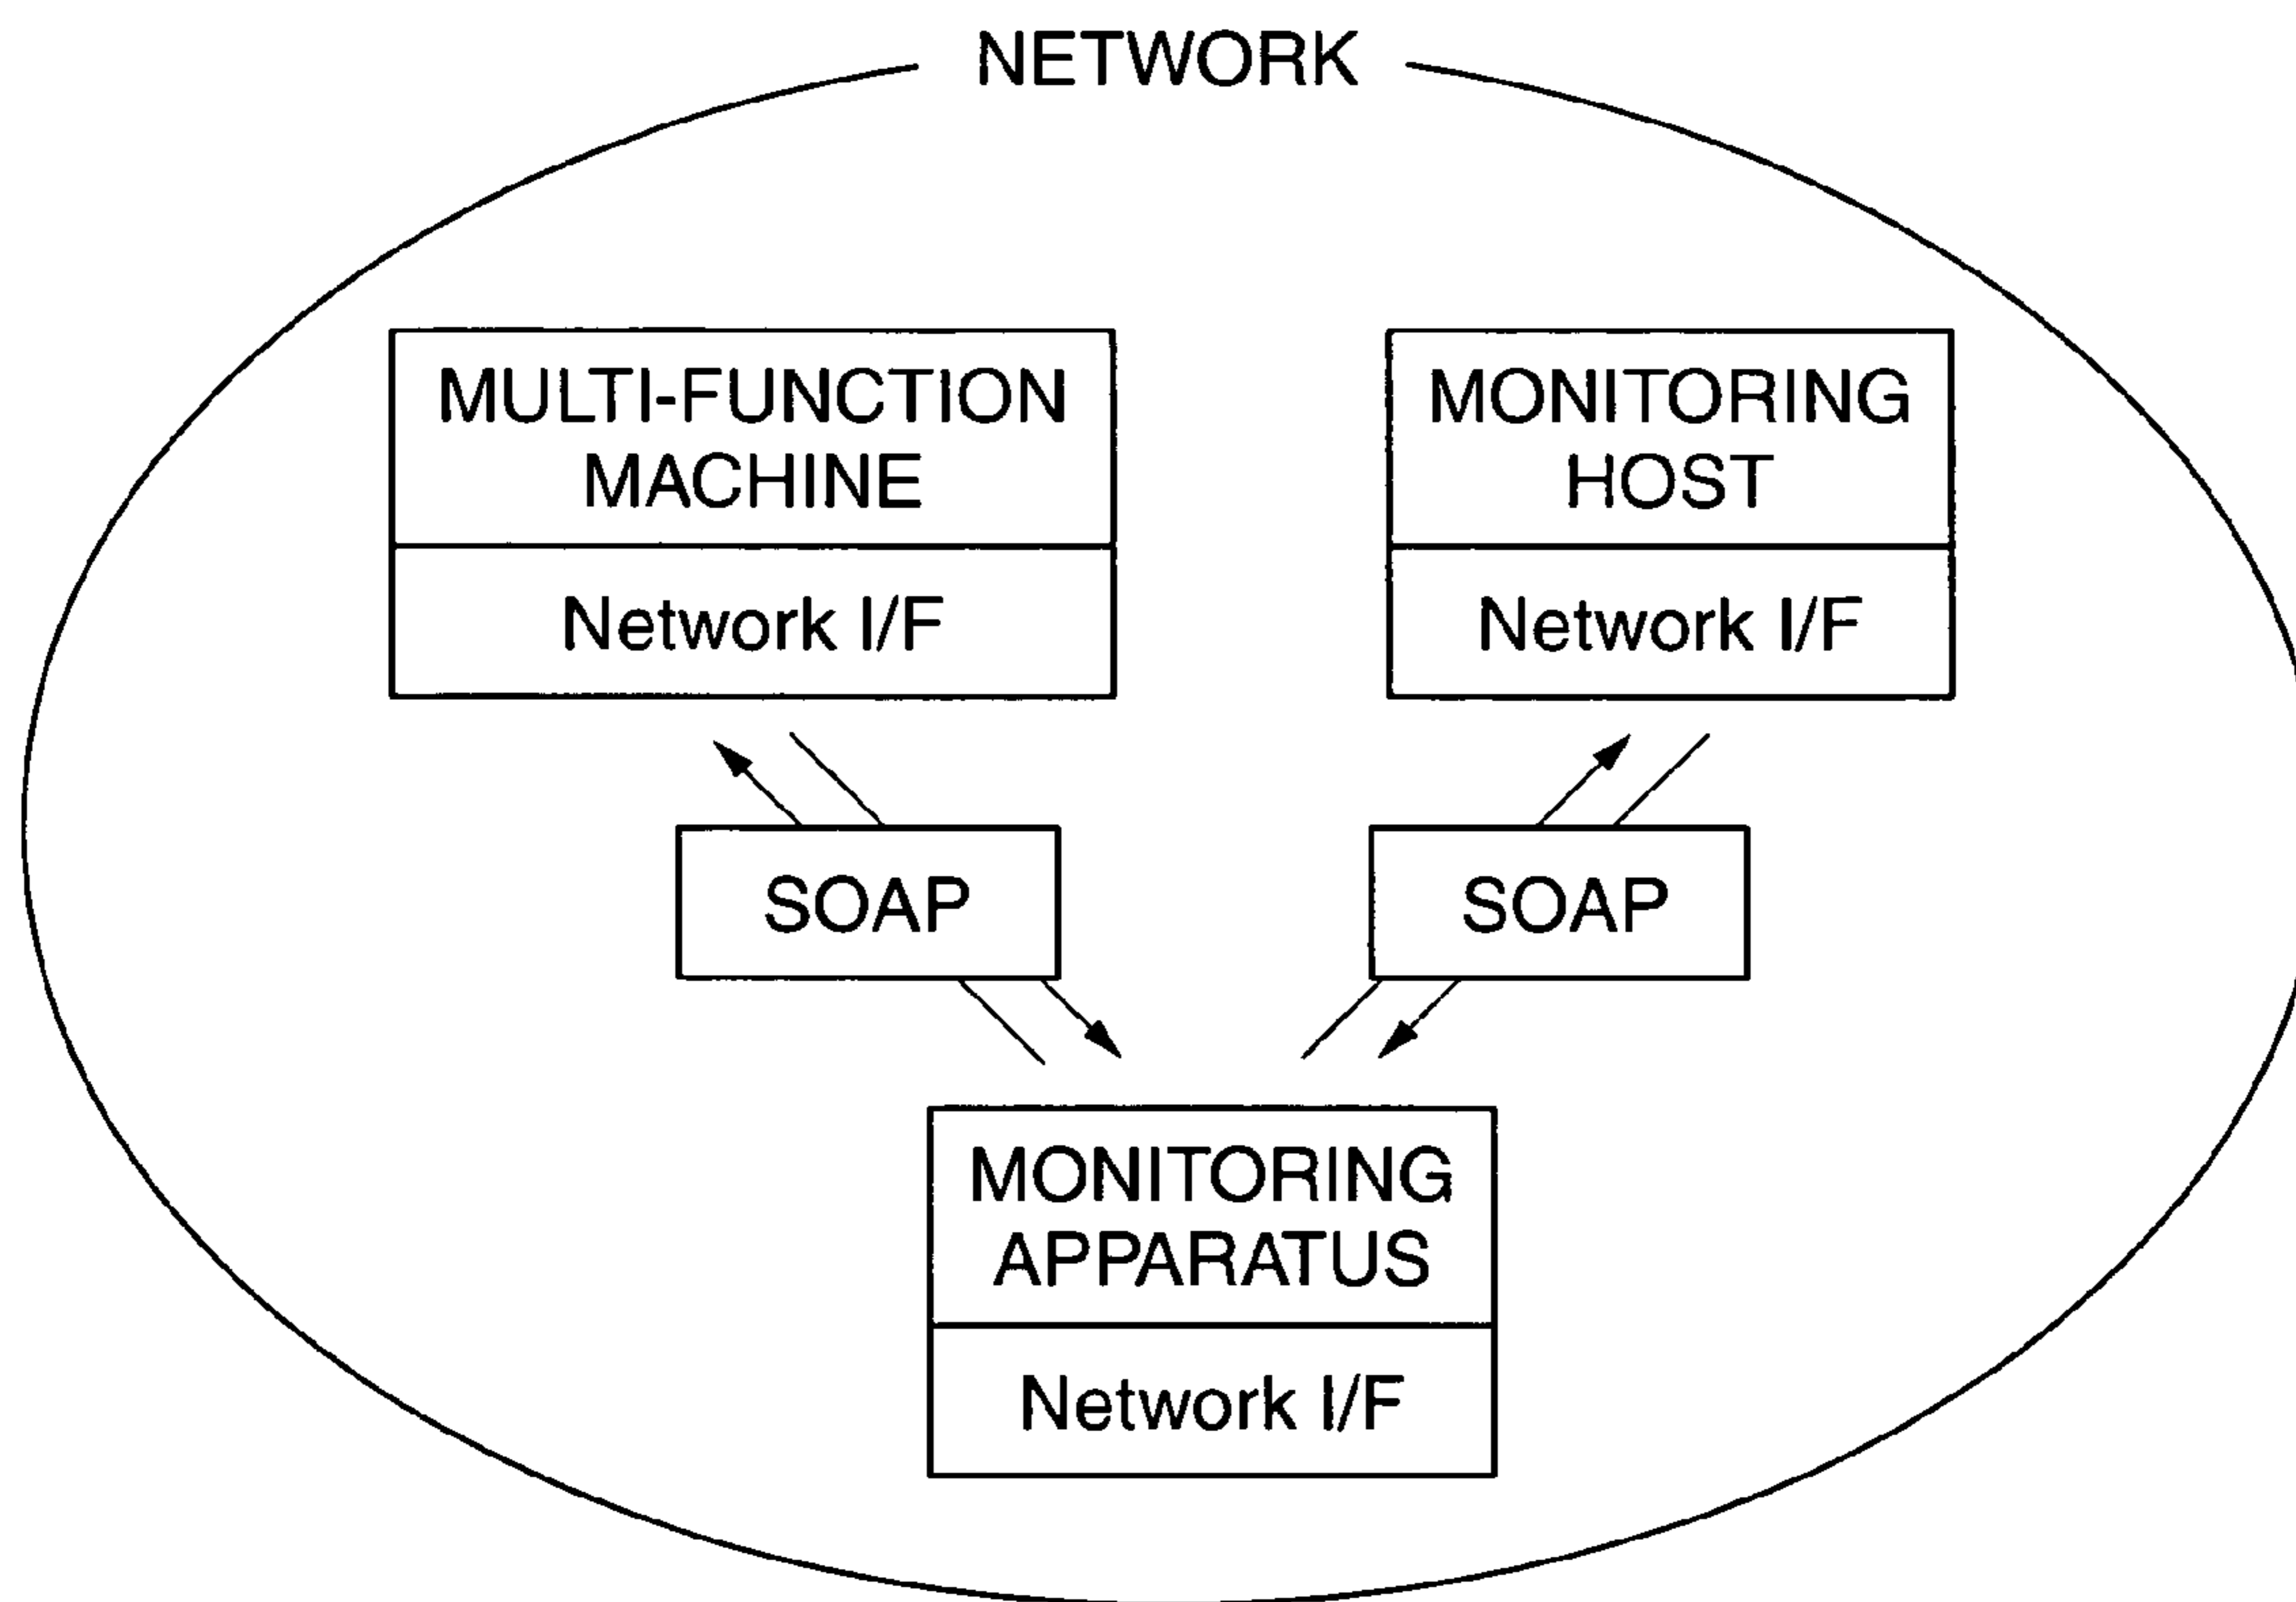 NETWORK
MULTI-FUNCTION
MACHINE
Network I/F
MONITORING
HOST
Network I/F
SOAP
SOAP
MONITORING
APPARATUS
Network I/F